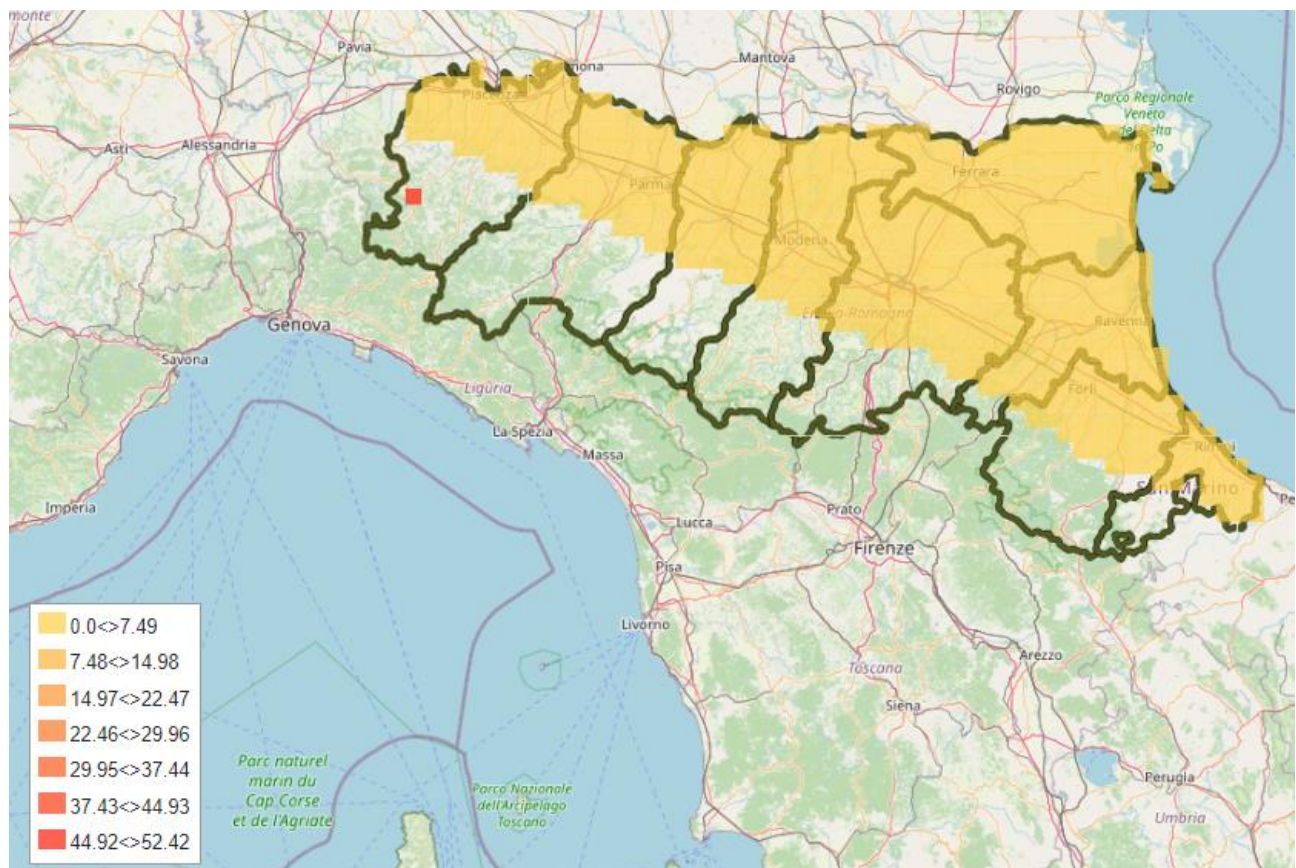 monte
Pavia
Mantova
Rovigo
Parco Regionale
Veneto
del Delta
del Po
Piacenza
Asti
Alessandria
Parma
Ferrara
Modena
Genova
Savona
Ravenna
Forlì
Liguria
La Spezia
Massa
San Marino
Imperia
Lucca
Prato
Firenze
Pisa
Livorno
Arezzo
Toscana
Siena
Perugia
Umbria
Parc naturel
marin du
Cap Corse
et de l'Agriate
Parco Nazionale
dell'Arcipelago
Toscano
0.0<>7.49
7.48<>14.98
14.97<>22.47
22.46<>29.96
29.95<>37.44
37.43<>44.93
44.92<>52.42